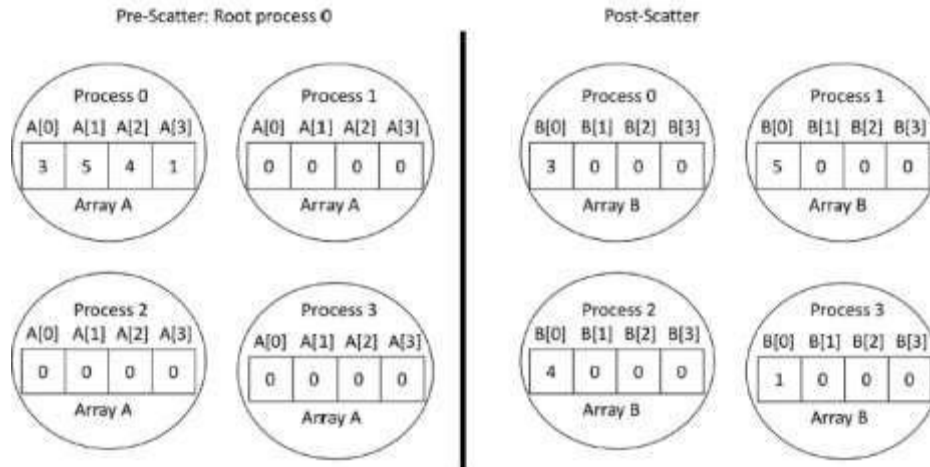 Pre-Scatter: Root process 0
Post-Scatter
Process 0
A[0] A[1] A[2] A[3]
3 5 4 1
Array A
Process 1
A[0] A[1] A[2] A[3]
0 0 0 0
Array A
Process 2
A[0] A[1] A[2] A[3]
0 0 0 0
Array A
Process 3
A[0] A[1] A[2] A[3]
0 0 0 0
Array A
Process 0
B[0] B[1] B[2] B[3]
3 0 0 0
Array B
Process 1
B[0] B[1] B[2] B[3]
5 0 0 0
Array B
Process 2
B[0] B[1] B[2] B[3]
4 0 0 0
Array B
Process 3
B[0] B[1] B[2] B[3]
1 0 0 0
Array B